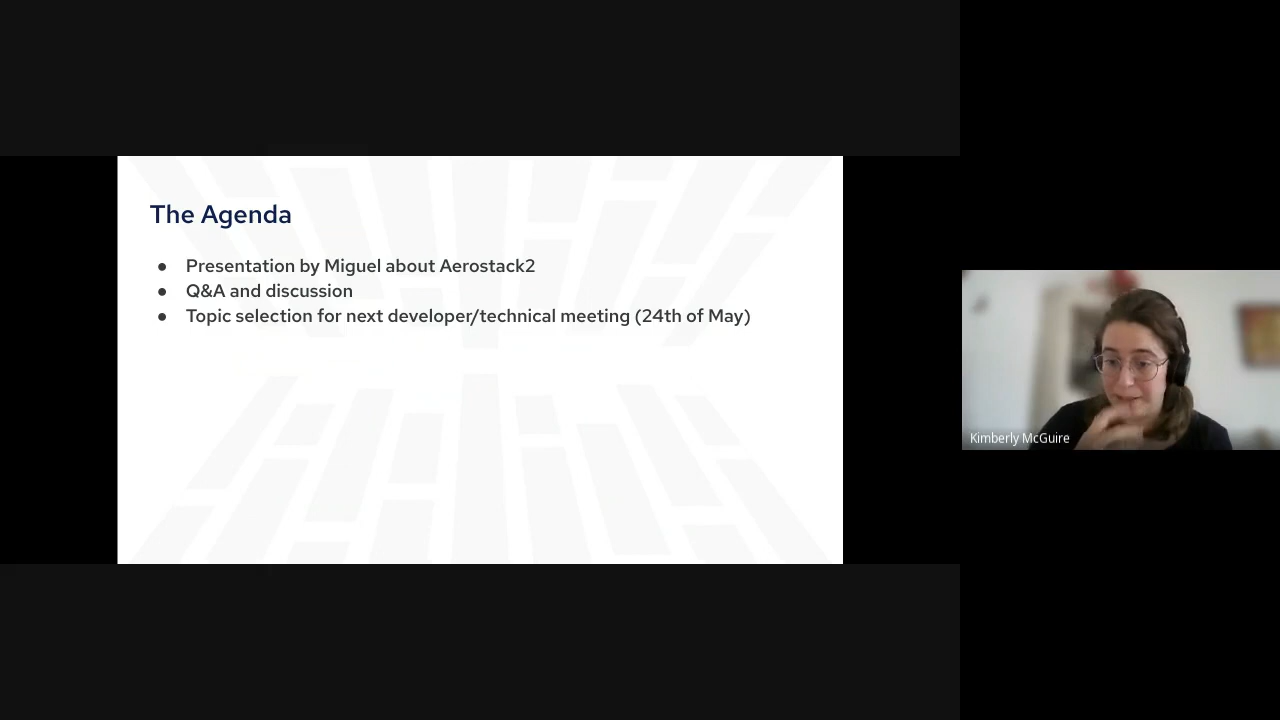 The Agenda
● Presentation by Miguel about Aerostack2
● Q&A and discussion
● Topic selection for next developer/technical meeting (24th of May)
Kimberly McGuire